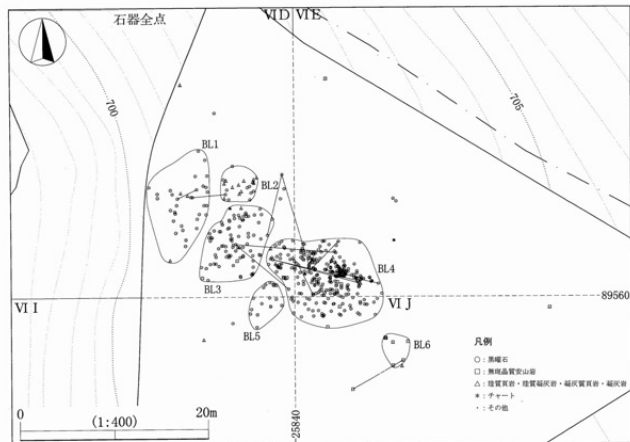 石器全点
VI D
VI E
700
705
BL1
BL2
BL3
BL4
BL5
BL6
VI I
VI J
89560
-25840
凡例
○ : 黒曜石
□ : 無斑晶質安山岩
△ : 珪質頁岩・珪質凝灰岩・凝灰質頁岩・凝灰岩
* : チャート
・ : その他
0
(1:400)
20m